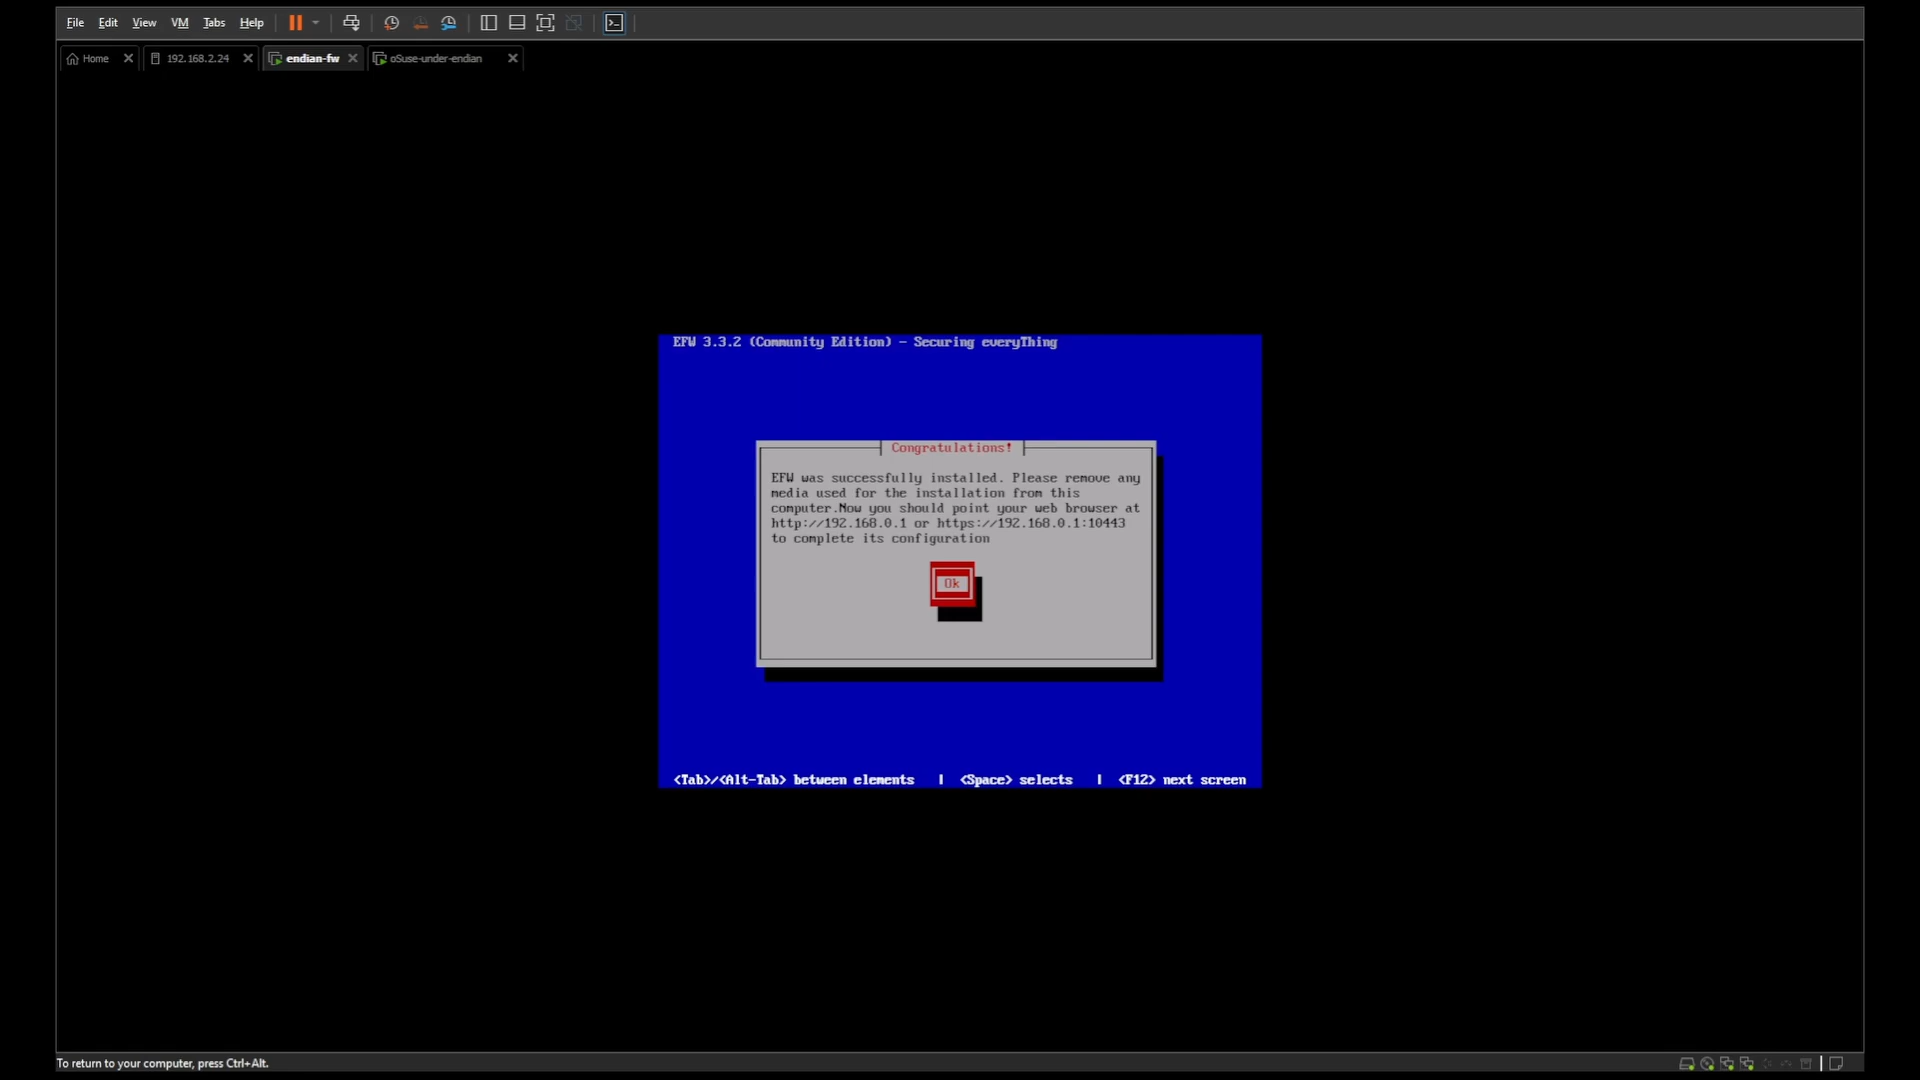 File Edit View VM Tabs Help
Home 192.168.2.24 endian-fw oSuse-under-endian
EFW 3.3.2 (Community Edition) - Securing everyThing
Congratulations!
EFW was successfully installed. Please remove any
media used for the installation from this
computer.Now you should point your web browser at
http://192.168.0.1 or https://192.168.0.1:10443
to complete its configuration
Ok
<Tab>/<Alt-Tab> between elements | <Space> selects | <F12> next screen
To return to your computer, press Ctrl+Alt.